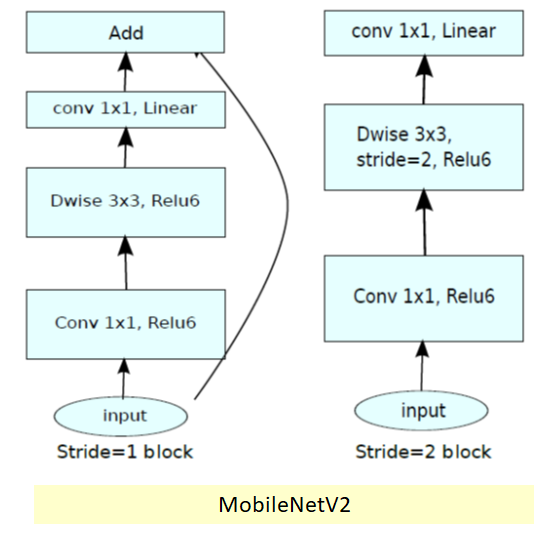 Add
conv 1x1, Linear
Dwise 3x3, Relu6
Conv 1x1, Relu6
input
Stride=1 block
conv 1x1, Linear
Dwise 3x3,
stride=2, Relu6
Conv 1x1, Relu6
input
Stride=2 block
MobileNetV2